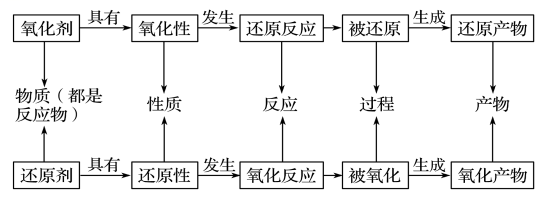 氧化剂 具有 氧化性 发生 还原反应 被还原 生成 还原产物
物质(都是
反应物)
性质 反应 过程 产物
还原剂 具有 还原性 发生 氧化反应 被氧化 生成 氧化产物